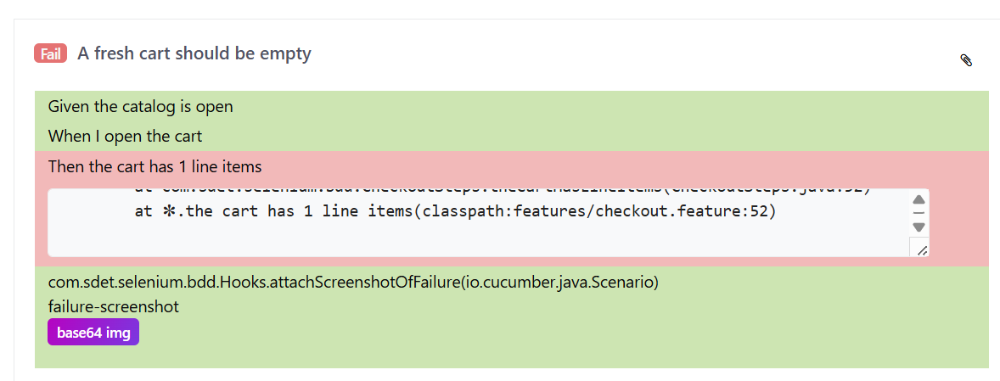 Fail A fresh cart should be empty
Given the catalog is open
When I open the cart
Then the cart has 1 line items
at com.sdet.selenium.bdd.CheckoutSteps.theCartHasLineItems(CheckoutSteps.java:52)
at ✻.the cart has 1 line items(classpath:features/checkout.feature:52)
com.sdet.selenium.bdd.Hooks.attachScreenshotOfFailure(io.cucumber.java.Scenario)
failure-screenshot
base64 img